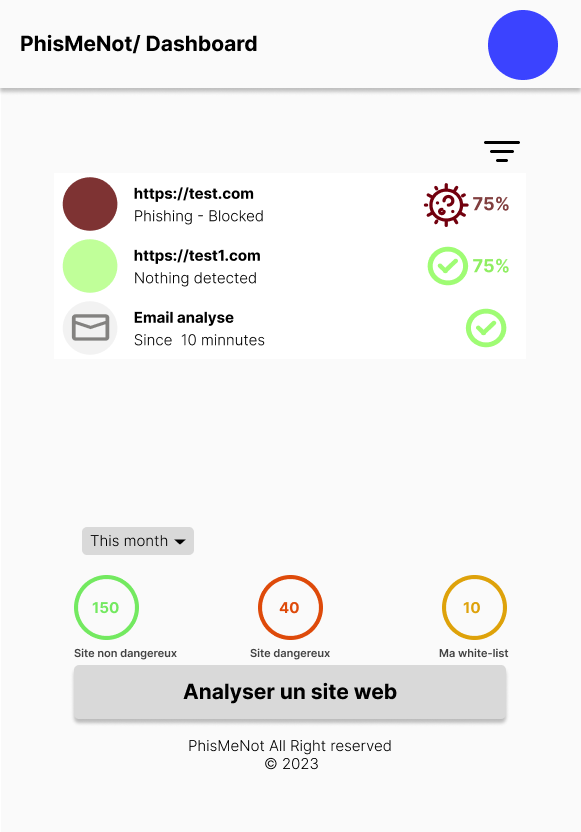 PhisMeNot/ Dashboard
https://test.com
Phishing - Blocked
75%
https://test1.com
Nothing detected
75%
Email analyse
Since  10 minnutes
This month
150
40
10
Site non dangereux
Site dangereux
Ma white-list
Analyser un site web
PhisMeNot All Right reserved
© 2023